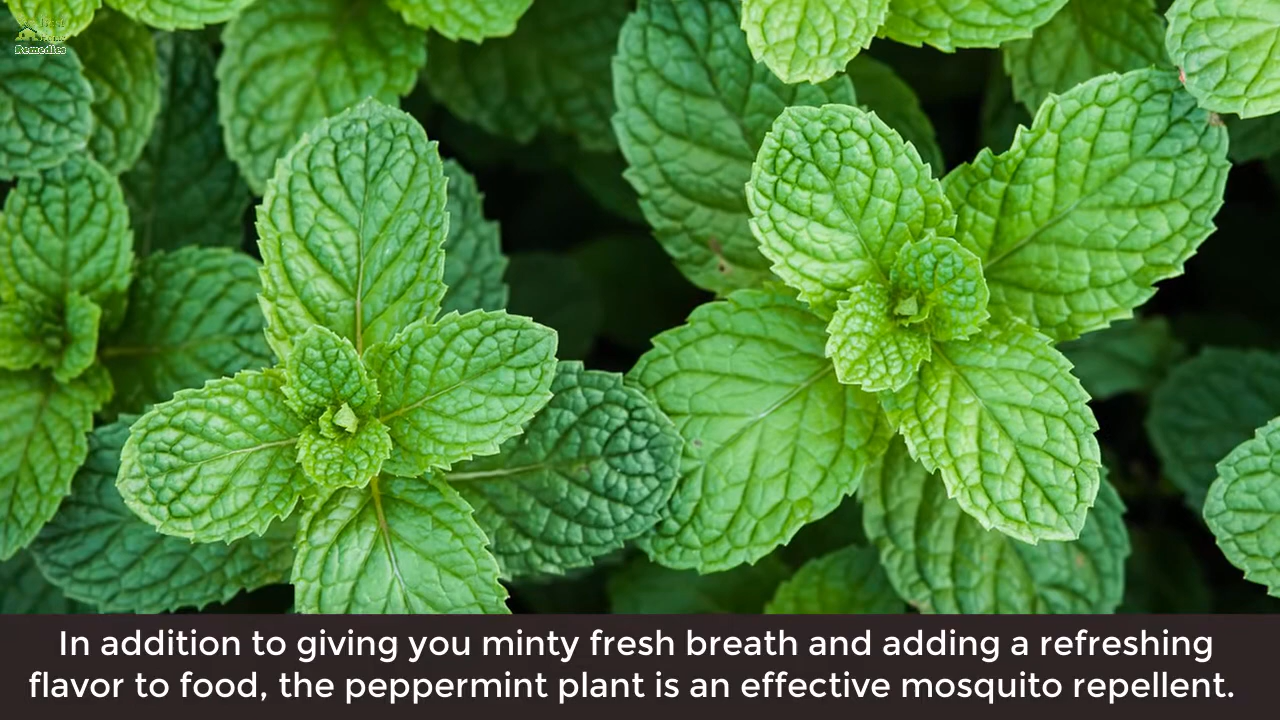 Remedies
In addition to giving you minty fresh breath and adding a refreshing
flavor to food, the peppermint plant is an effective mosquito repellent.